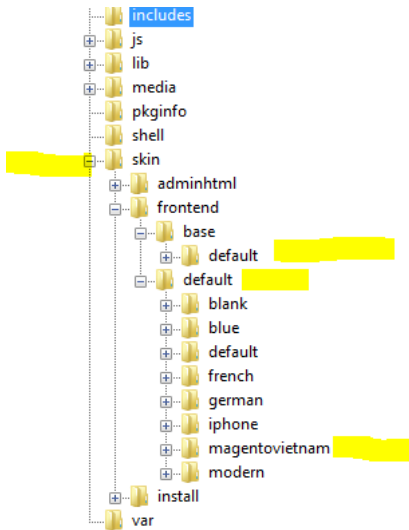 includes
js
lib
media
pkginfo
shell
skin
adminhtml
frontend
base
default
default
blank
blue
default
french
german
iphone
magentovietnam
modern
install
var